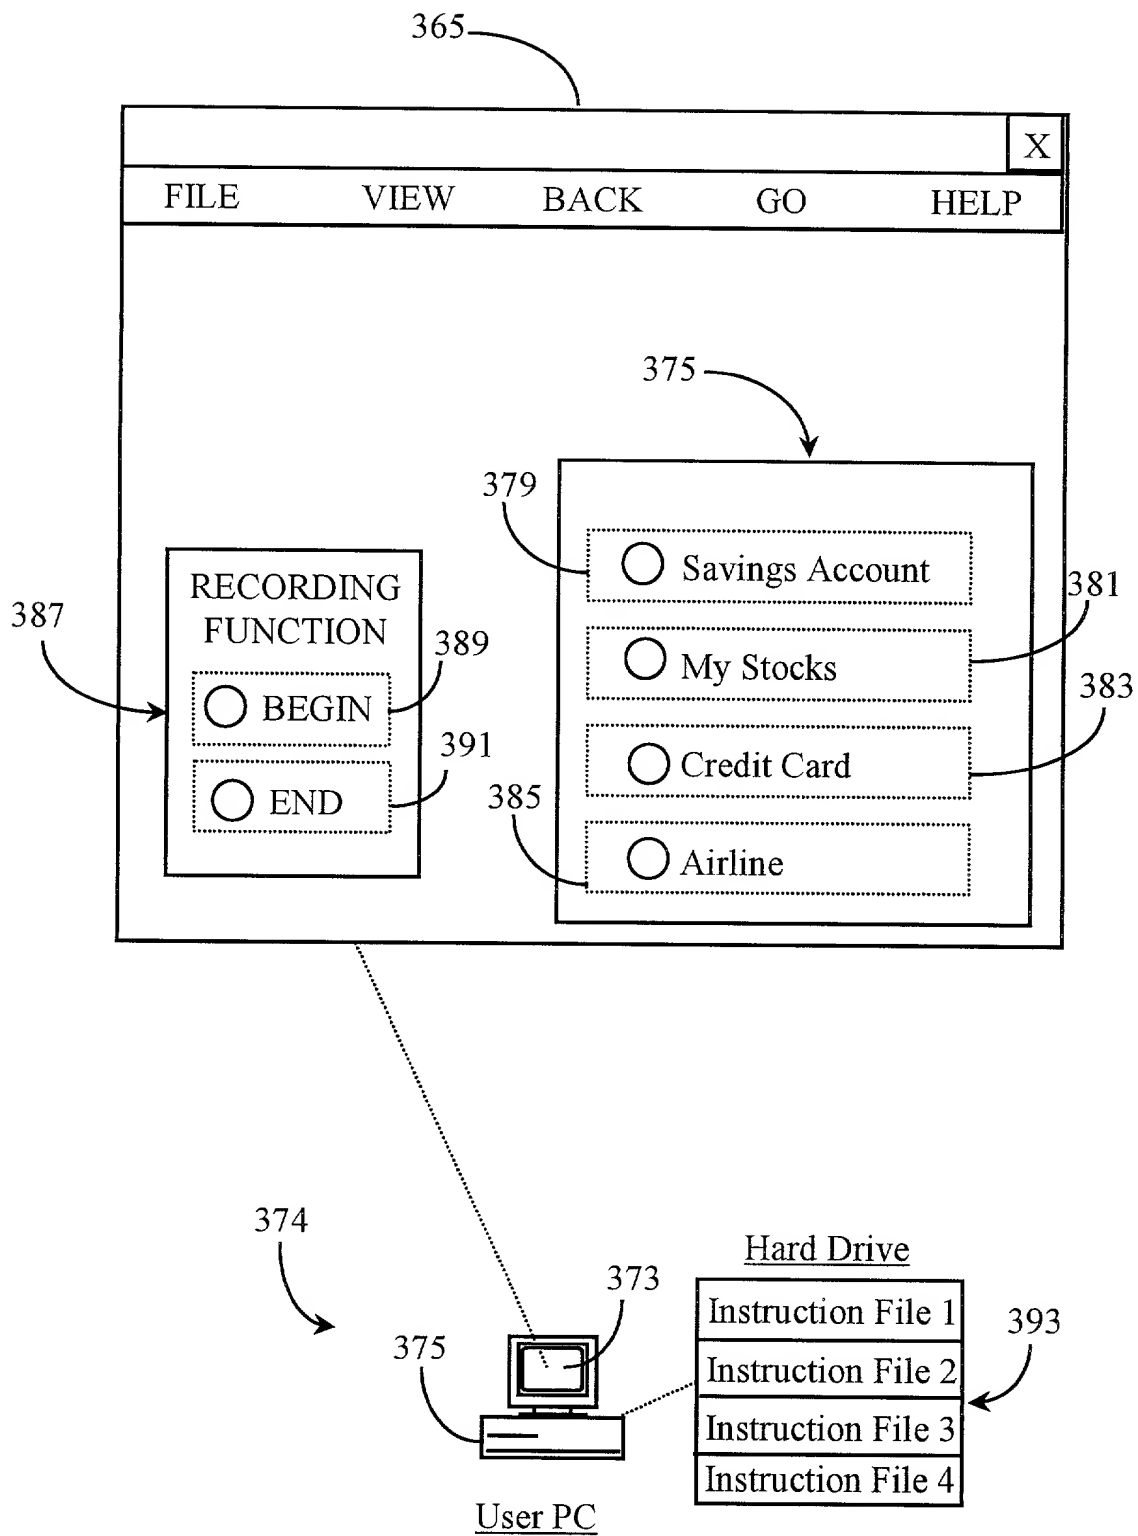 365
X
FILE VIEW BACK GO HELP
375
379
Savings Account
381
RECORDING
FUNCTION
387
389
My Stocks
383
BEGIN
391
Credit Card
385
END
Airline
374
Hard Drive
373
Instruction File 1
393
375
Instruction File 2
Instruction File 3
Instruction File 4
User PC